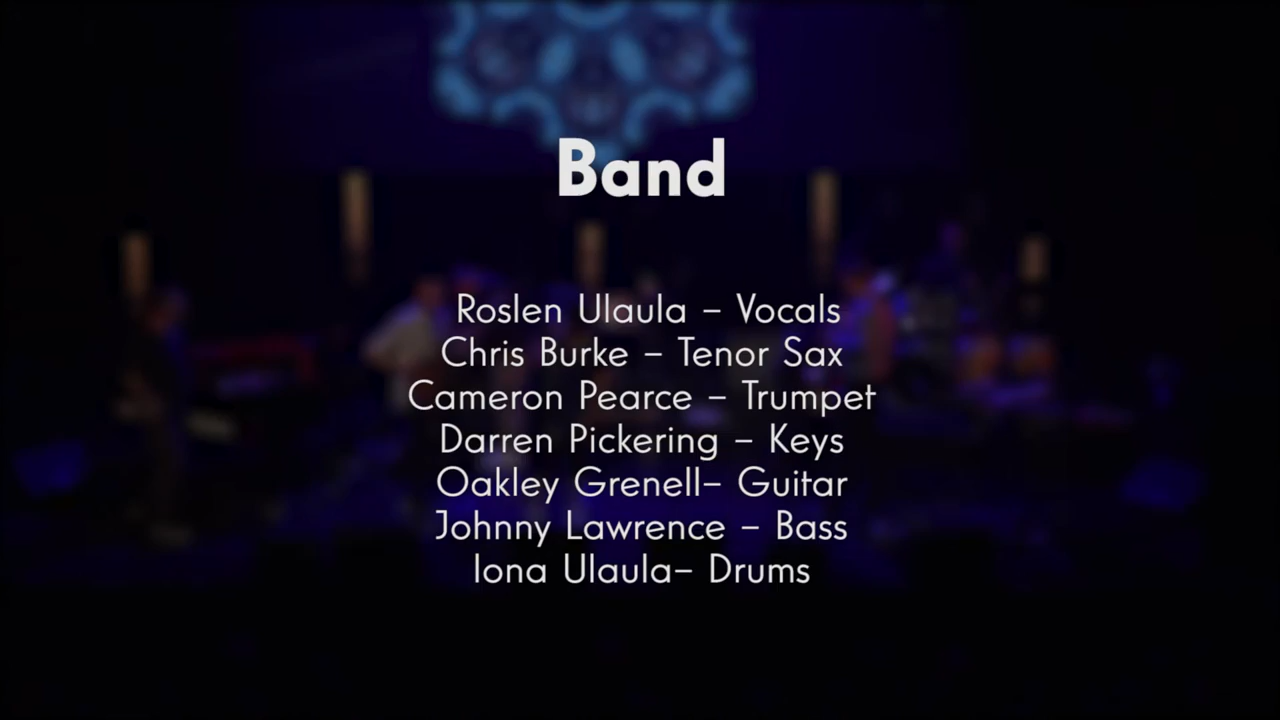 Band
Roslen Ulaula – Vocals
Chris Burke – Tenor Sax
Cameron Pearce – Trumpet
Darren Pickering – Keys
Oakley Grenell– Guitar
Johnny Lawrence – Bass
Iona Ulaula– Drums